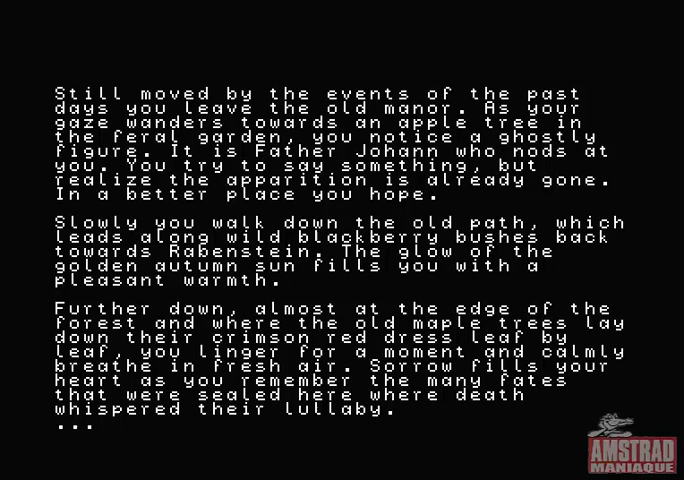 Still moved by the events of the past
days you leave the old manor. As your
gaze wanders towards an apple tree in
the feral garden, you notice a ghostly
figure. It is Father Johann who nods at
you. You try to say something, but
realize the apparition is already gone.
In a better place you hope.
Slowly you walk down the old path, which
leads along wild blackberry bushes back
towards Rabenstein. The glow of the
golden autumn sun fills you with a
pleasant warmth.
Further down, almost at the edge of the
forest and where the old maple trees lay
down their crimson red dress leaf by
leaf, you linger for a moment and calmly
breathe in fresh air. Sorrow fills your
heart as you remember the many fates
that were sealed here where death
whispered their lullaby.
...
AMSTRAD
MANIAQUE